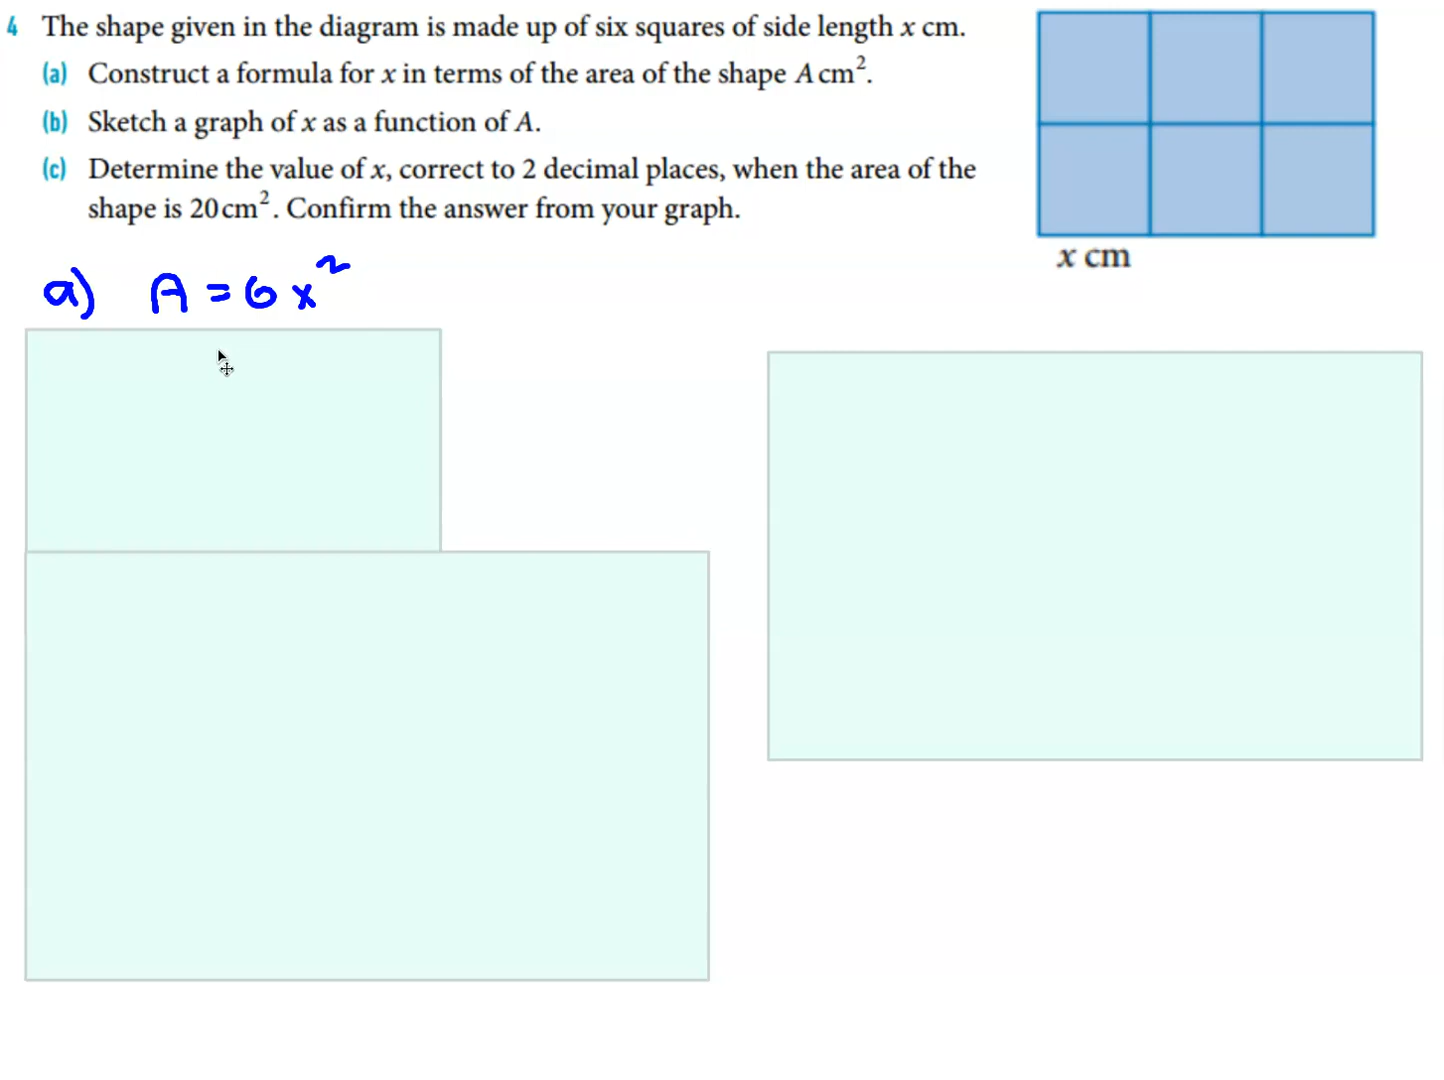 4 The shape given in the diagram is made up of six squares of side length x cm.
(a) Construct a formula for x in terms of the area of the shape A cm².
(b) Sketch a graph of x as a function of A.
(c) Determine the value of x, correct to 2 decimal places, when the area of the
shape is 20 cm². Confirm the answer from your graph.
x cm
a) A = 6x²